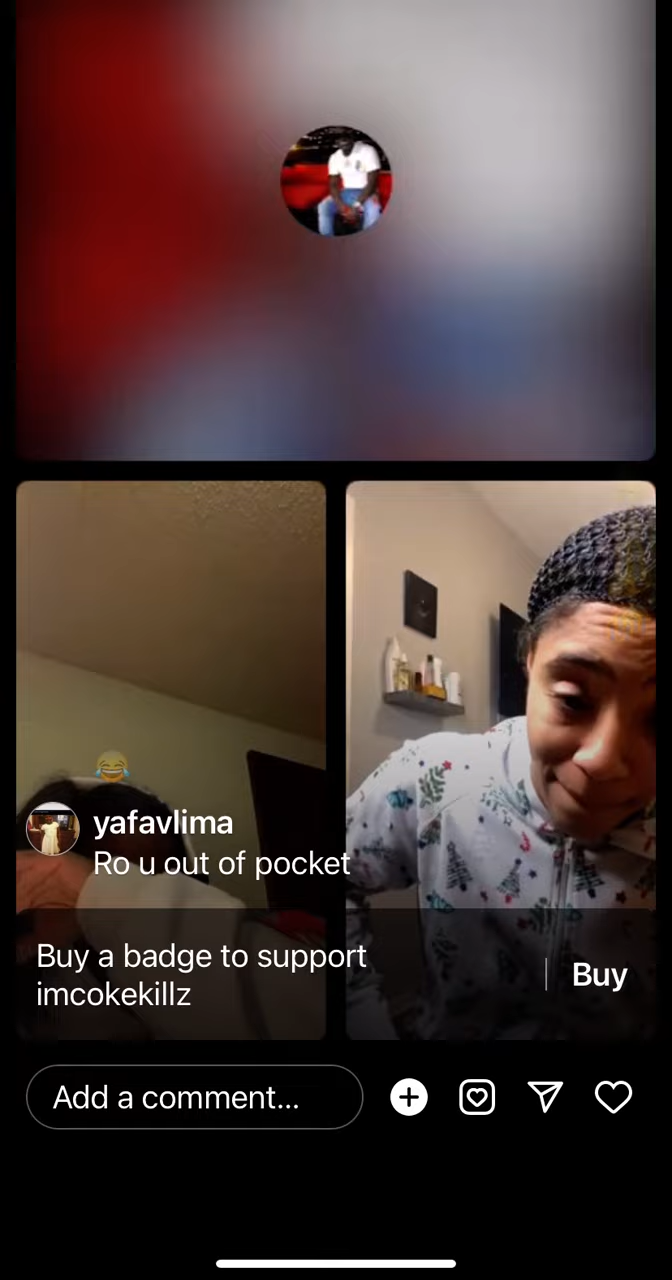 😂
yafavlima
Ro u out of pocket
Buy a badge to support
imcokekillz
Buy
Add a comment...